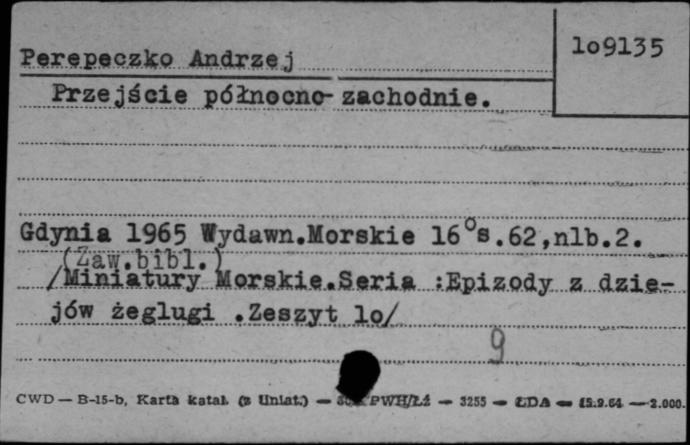 Perepeczko Andrzej
lo9135
Przejście północno-zachodnie.
Gdynia 1965 Wydawn.Morskie 16°s.62,nlb.2.
(Zaw.bibl.)
/Miniatury Morskie.Seria :Epizody z dzie-
jów żeglugi .Zeszyt lo/
9
CWD — B-15-b, Karta katal. (z Uniat.) — PWH/Łź — 3255 — ŁDA — 15.9.64 — 2.000.